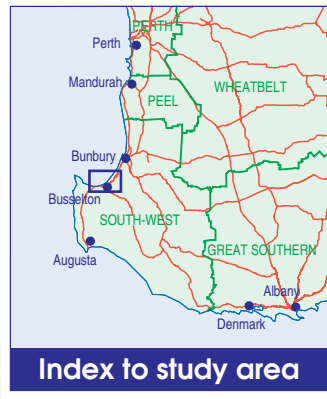 PERTH
Perth
Mandurah
WHEATBELT
PEEL
Bunbury
Busselton
SOUTH-WEST
GREAT SOUTHERN
Augusta
Albany
Denmark
Index to study area